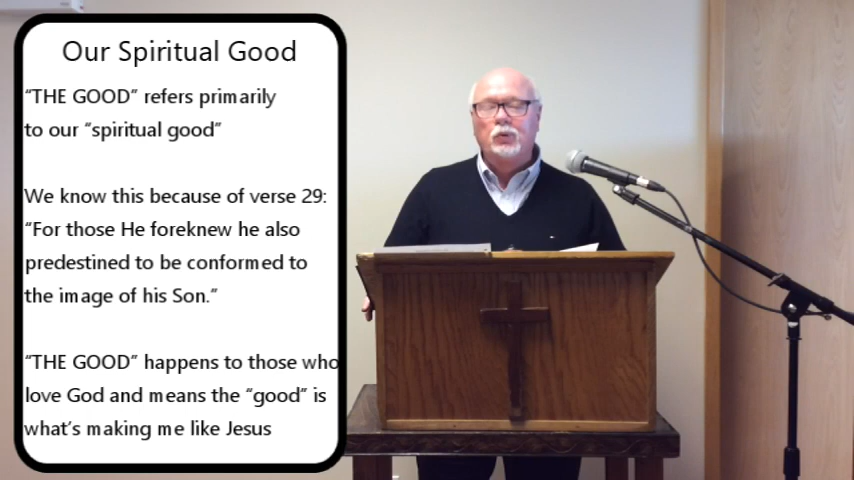 Our Spiritual Good
“THE GOOD” refers primarily
to our “spiritual good”
We know this because of verse 29:
“For those He foreknew he also
predestined to be conformed to
the image of his Son.”
“THE GOOD” happens to those who
love God and means the “good” is
what’s making me like Jesus